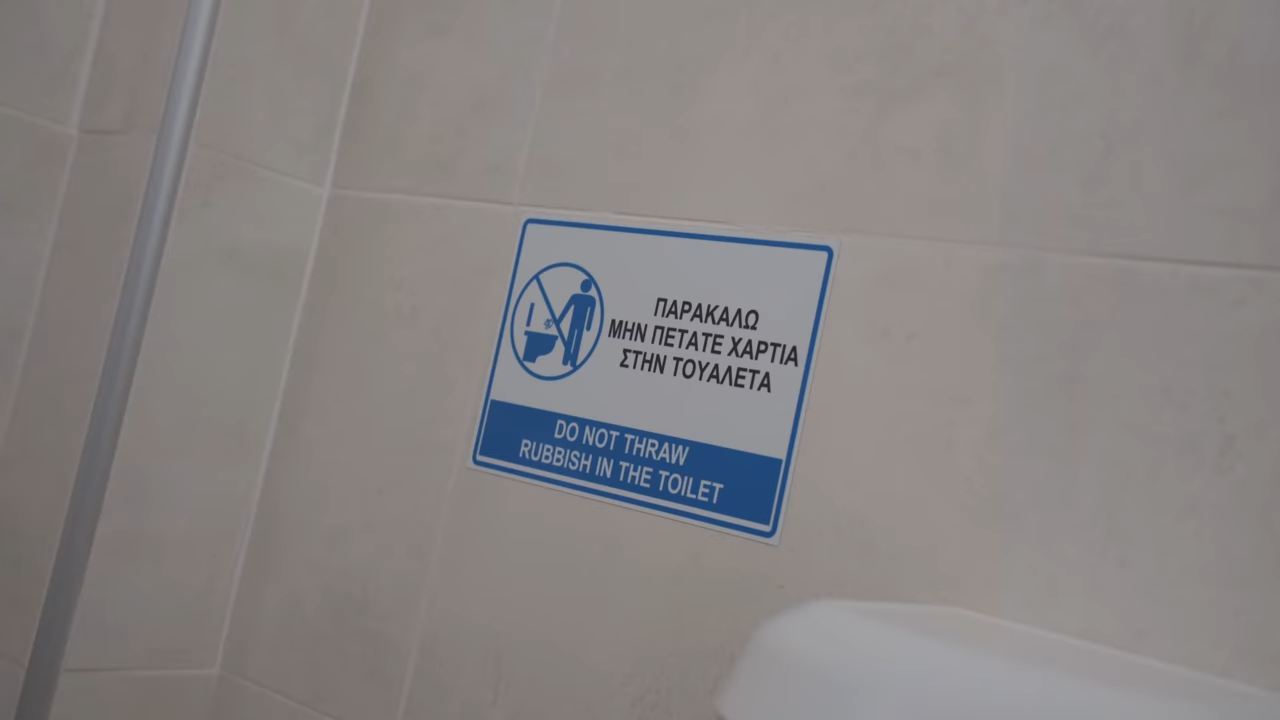 ΠΑΡΑΚΑΛΩ
ΜΗΝ ΠΕΤΑΤΕ ΧΑΡΤΙΑ
ΣΤΗΝ ΤΟΥΑΛΕΤΑ
DO NOT THRAW
RUBBISH IN THE TOILET